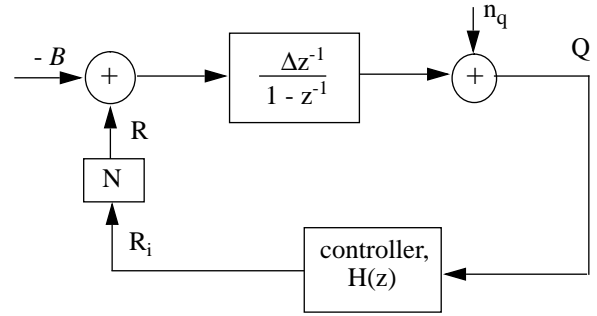 n_q
- B
+
Δz^-1
1 - z^-1
+
Q
R
N
R_i
controller,
H(z)